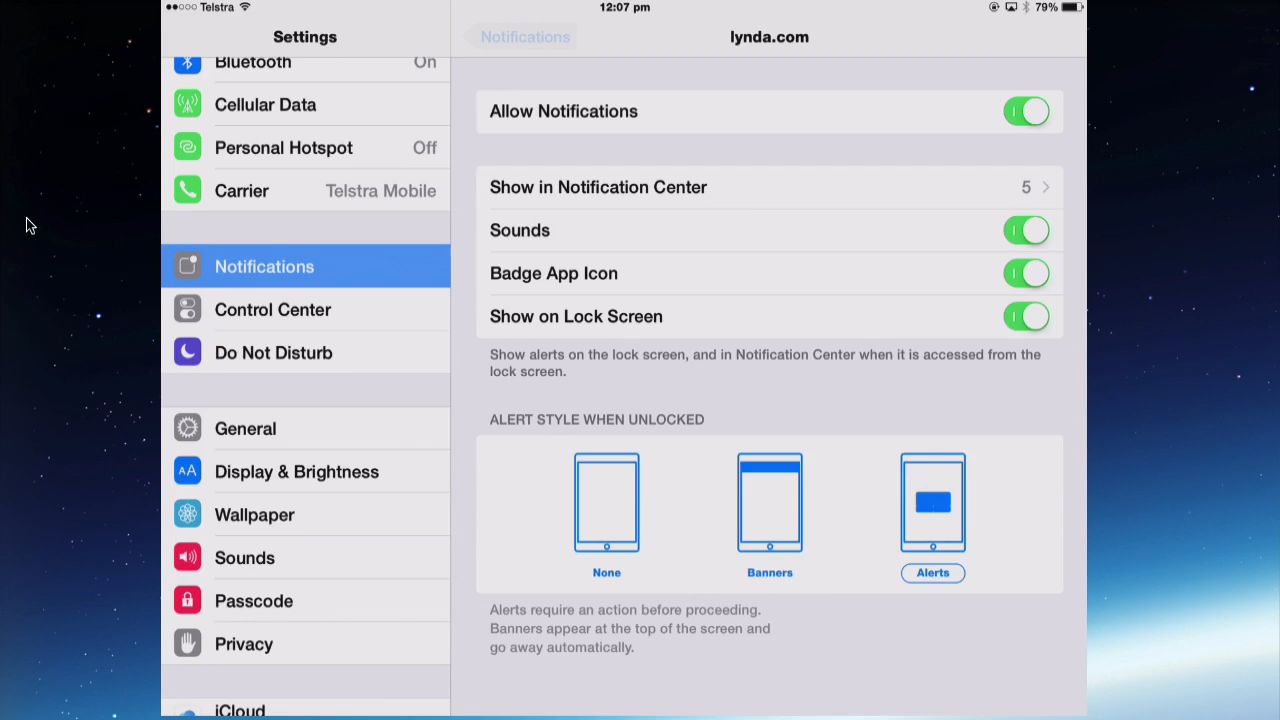 Telstra
12:07 pm
79%
Settings
Notifications
lynda.com
Bluetooth On
Cellular Data
Personal Hotspot Off
Carrier Telstra Mobile
Notifications
Control Center
Do Not Disturb
General
AA Display & Brightness
Wallpaper
Sounds
Passcode
Privacy
iCloud
Allow Notifications
Show in Notification Center 5
Sounds
Badge App Icon
Show on Lock Screen
Show alerts on the lock screen, and in Notification Center when it is accessed from the
lock screen.
ALERT STYLE WHEN UNLOCKED
None Banners Alerts
Alerts require an action before proceeding.
Banners appear at the top of the screen and
go away automatically.